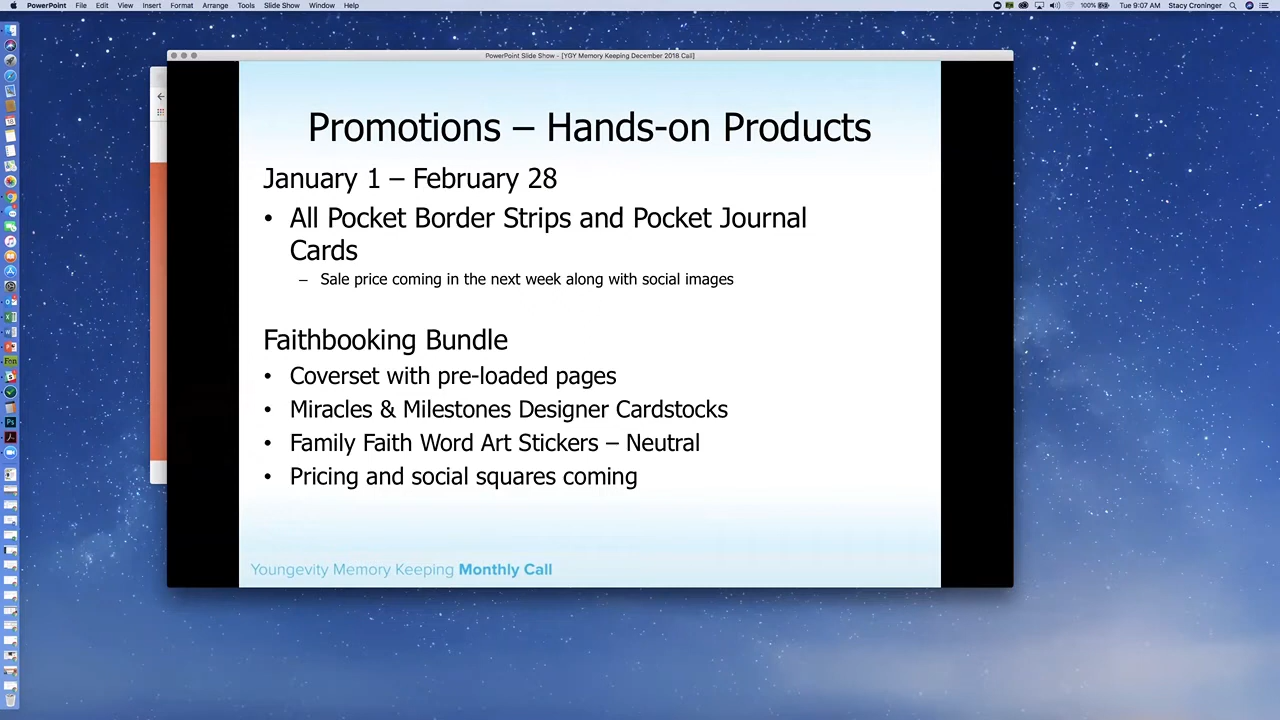 PowerPoint File Edit View Insert Format Arrange Tools Slide Show Window Help 100% Tue 9:07 AM Stacy Croninger
PowerPoint Slide Show - [YGY Memory Keeping December 2018 Call]
Promotions – Hands-on Products
January 1 – February 28
• All Pocket Border Strips and Pocket Journal
Cards
– Sale price coming in the next week along with social images
Faithbooking Bundle
• Coverset with pre-loaded pages
• Miracles & Milestones Designer Cardstocks
• Family Faith Word Art Stickers – Neutral
• Pricing and social squares coming
Youngevity Memory Keeping Monthly Call